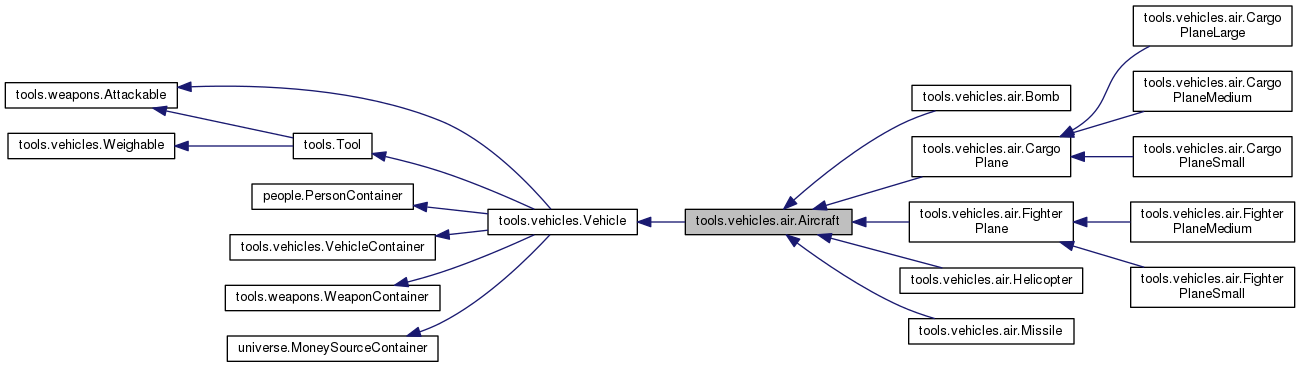 tools.vehicles.air.Cargo
PlaneLarge
tools.weapons.Attackable
tools.vehicles.air.Bomb
tools.vehicles.air.Cargo
PlaneMedium
tools.vehicles.Weighable
tools.Tool
tools.vehicles.air.Cargo
Plane
tools.vehicles.air.Cargo
PlaneSmall
people.PersonContainer
tools.vehicles.Vehicle
tools.vehicles.air.Aircraft
tools.vehicles.air.Fighter
Plane
tools.vehicles.air.Fighter
PlaneMedium
tools.vehicles.VehicleContainer
tools.vehicles.air.Helicopter
tools.vehicles.air.Fighter
PlaneSmall
tools.weapons.WeaponContainer
tools.vehicles.air.Missile
universe.MoneySourceContainer